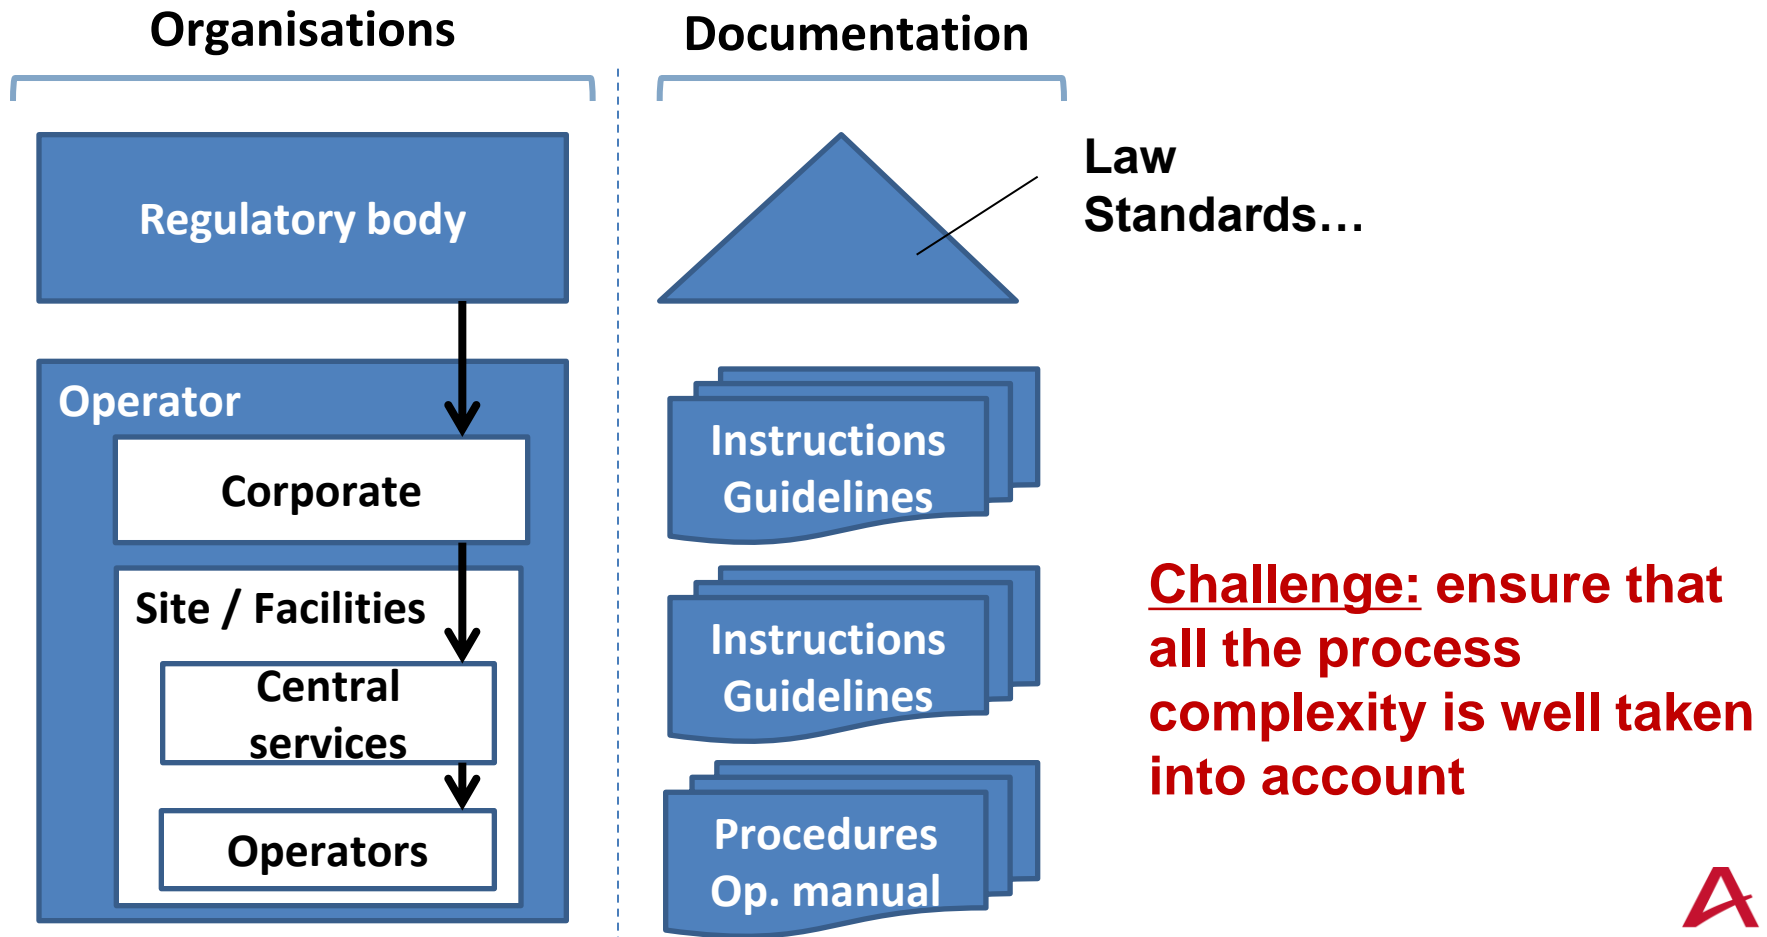 Organisations
Documentation
Regulatory body
Law
Standards…
Operator
Corporate
Instructions
Guidelines
Site / Facilities
Central
services
Instructions
Guidelines
Challenge: ensure that
all the process
complexity is well taken
into account
Operators
Procedures
Op. manual